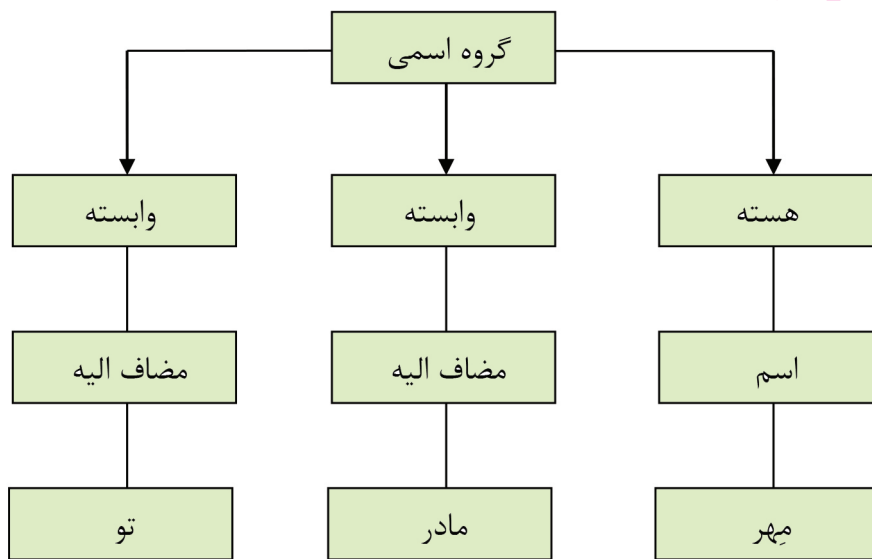 گروه اسمی
هسته
وابسته
وابسته
اسم
مضاف الیه
مضاف الیه
مِهر
مادر
تو